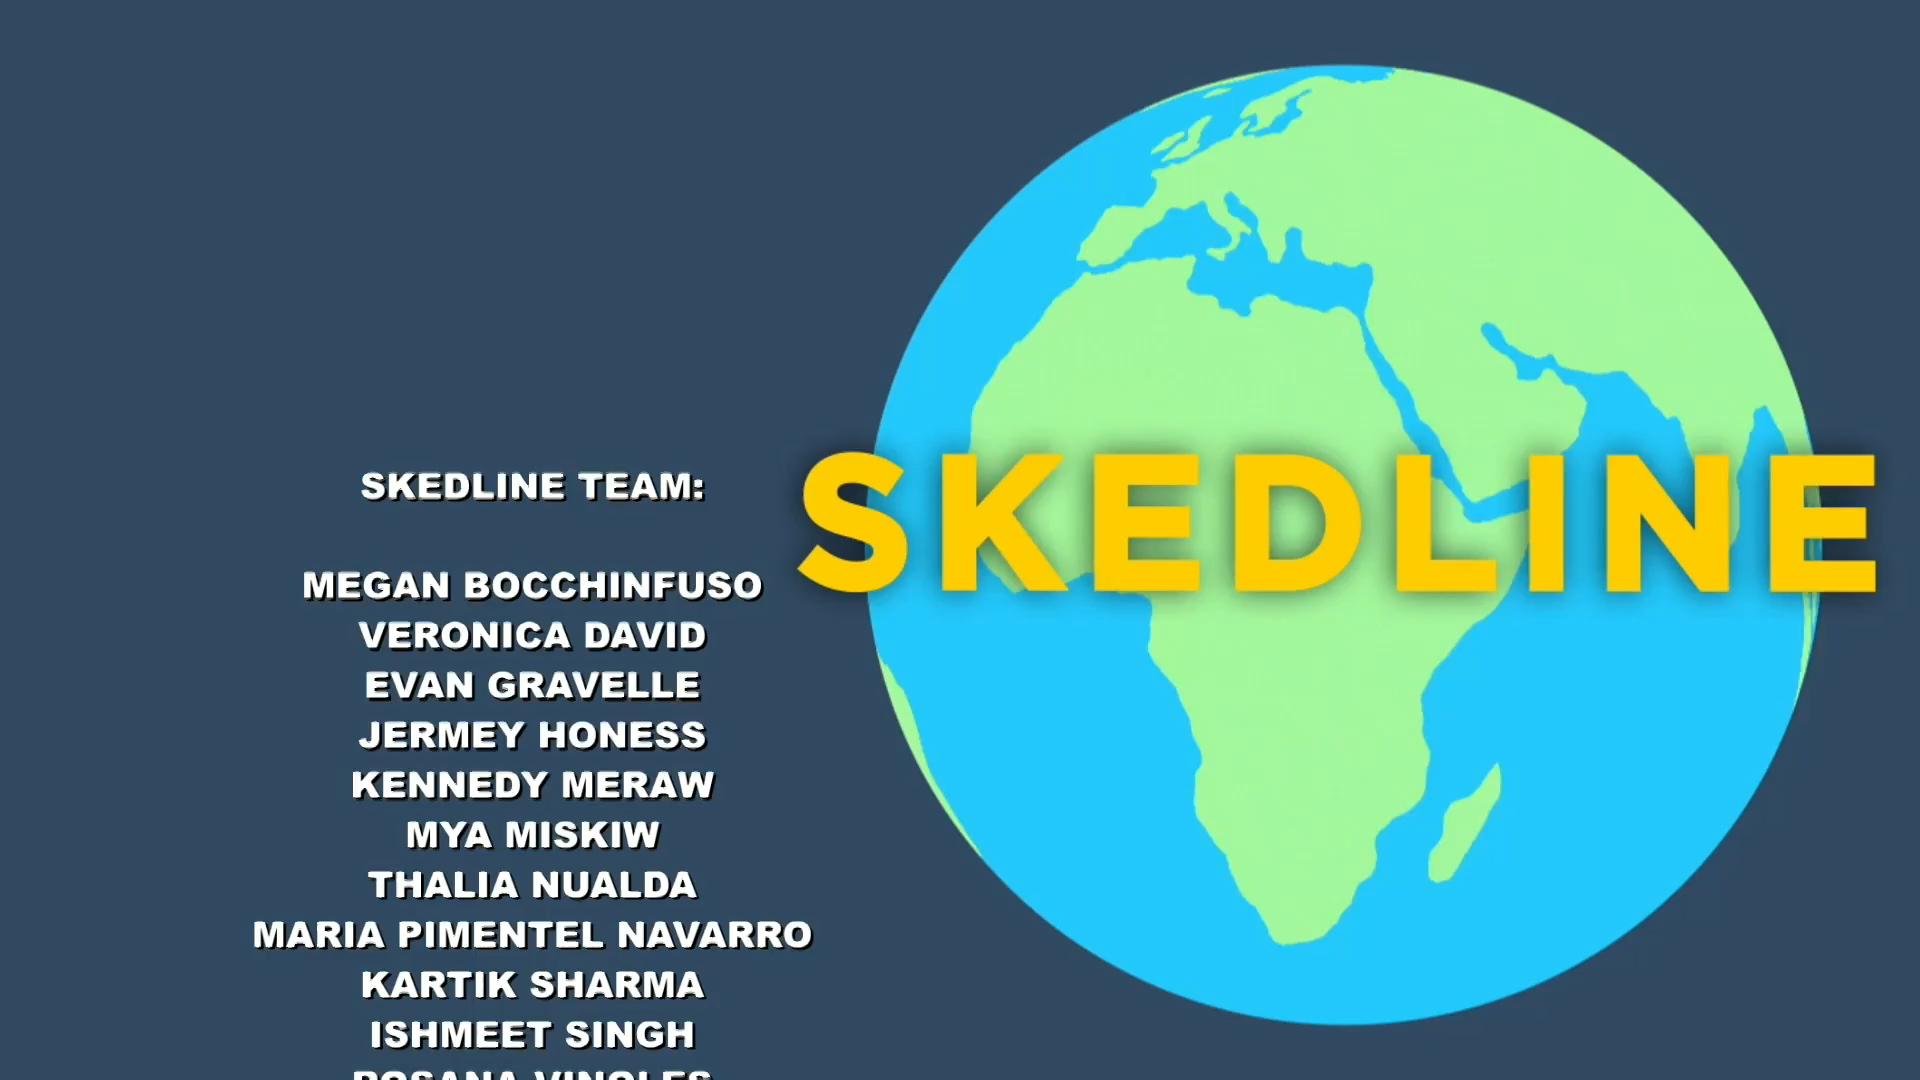 SKEDLINE TEAM:
MEGAN BOCCHINFUSO
VERONICA DAVID
EVAN GRAVELLE
JERMEY HONESS
KENNEDY MERAW
MYA MISKIW
THALIA NUALDA
MARIA PIMENTEL NAVARRO
KARTIK SHARMA
ISHMEET SINGH
SKEDLINE